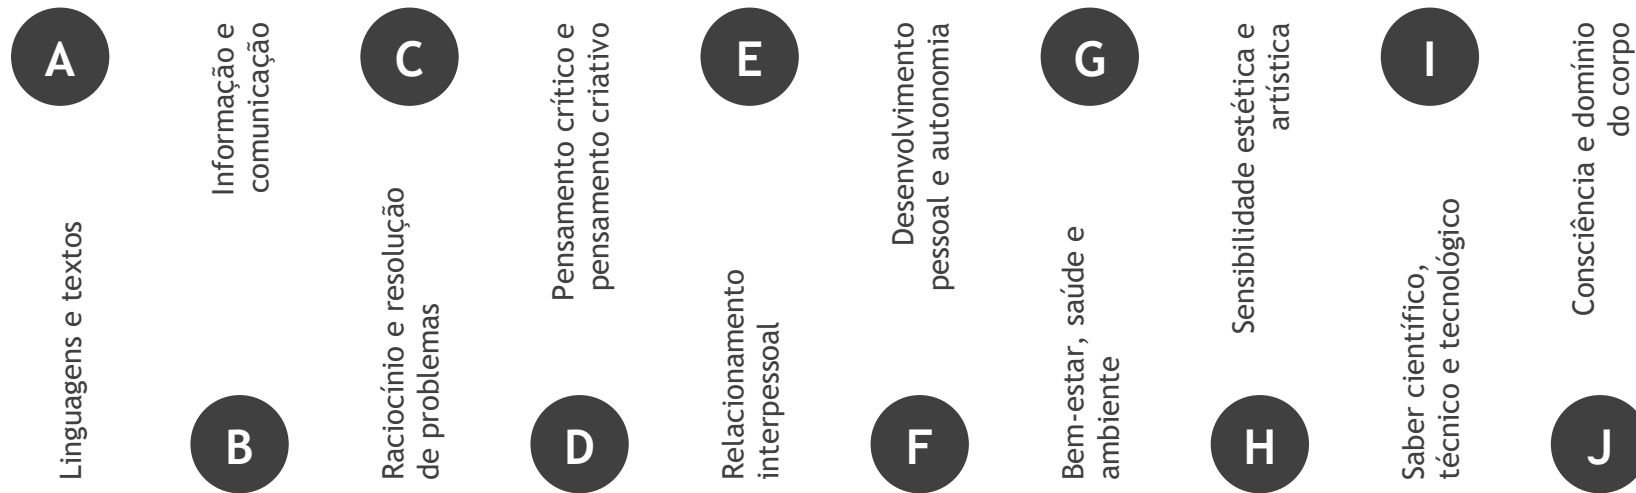 A
Linguagens e textos
Informação e
comunicação
B
C
Raciocínio e resolução
de problemas
Pensamento crítico e
pensamento criativo
D
E
Relacionamento
interpessoal
Desenvolvimento
pessoal e autonomia
F
G
Bem-estar, saúde e
ambiente
Sensibilidade estética e
artística
H
I
Saber científico,
técnico e tecnológico
Consciência e domínio
do corpo
J